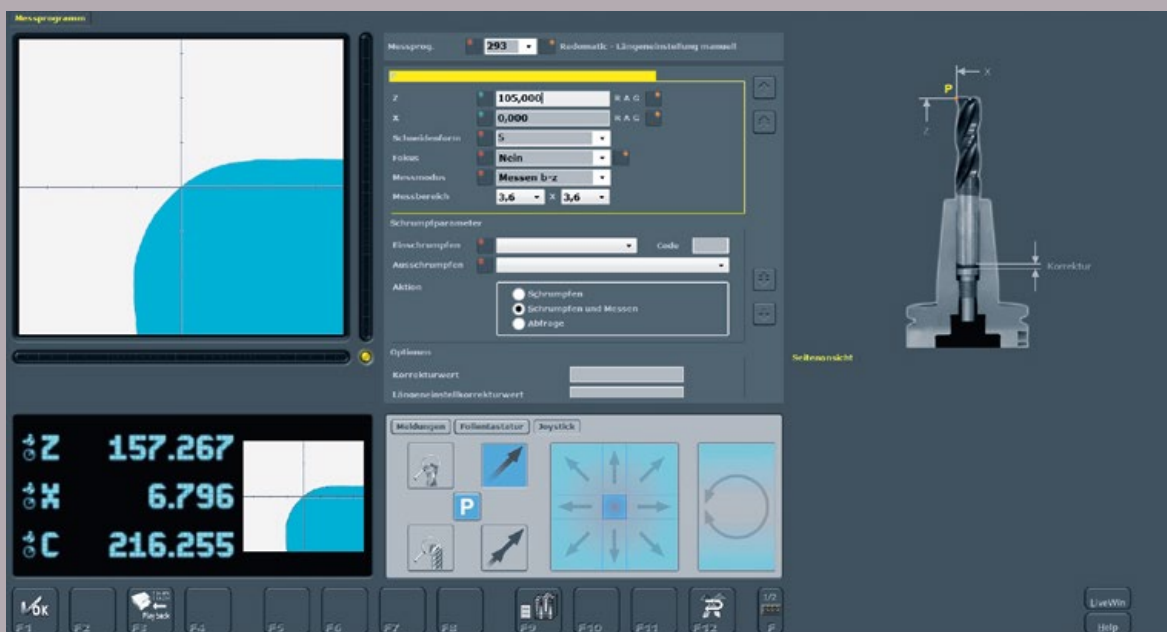 Messprogramm
Messprog. 293 Redomatic - Längeneinstellung manuell
Z 105,000 R A G
X 0,000 R A G
Schneidenform S
Fokus Nein
Messmodus Messen b-z
Messbereich 3,6 X 3,6
Schrumpfparameter
Einschrumpfen Code
Ausschrumpfen
Aktion
Schrumpfen
Schrumpfen und Messen
Abfrage
Optionen
Korrekturwert
Längeneinstellkorrekturwert
X
P
Z
Korrektur
Seitenansicht
Z 157.267
X 6.796
C 216.255
Meldungen Folientastatur Joystick
P
I/OK
Play back
1/2
F1 F2 F3 F4 F5 F6 F7 F8 F9 F10 F11 F12 F
LiveWin
Help